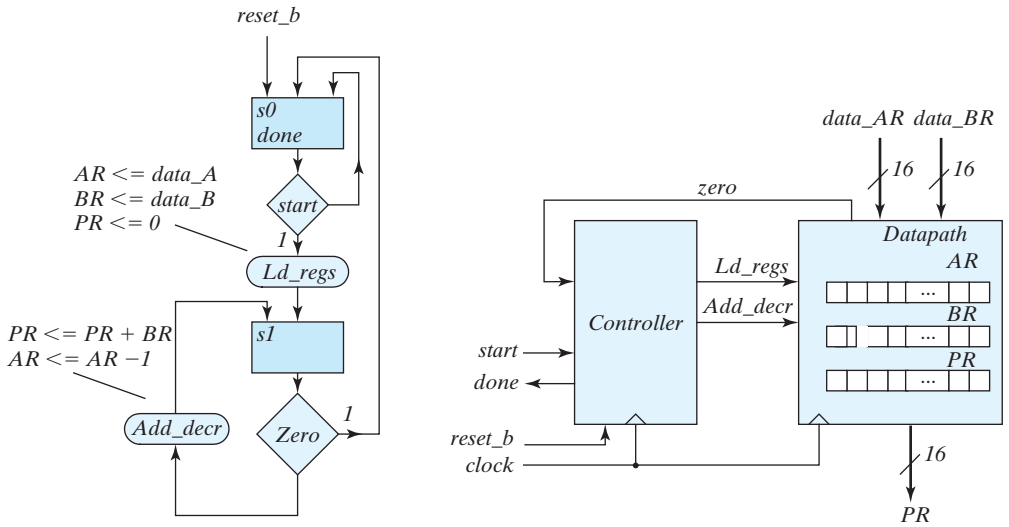 reset_b
s0
done
AR <= data_A
BR <= data_B
PR <= 0
start
1
Ld_regs
s1
PR <= PR + BR
AR <= AR −1
Add_decr
Zero
1
data_AR data_BR
16
16
zero
Datapath
AR
...
Ld_regs
BR
...
Add_decr
Controller
PR
...
start
done
reset_b
clock
16
PR